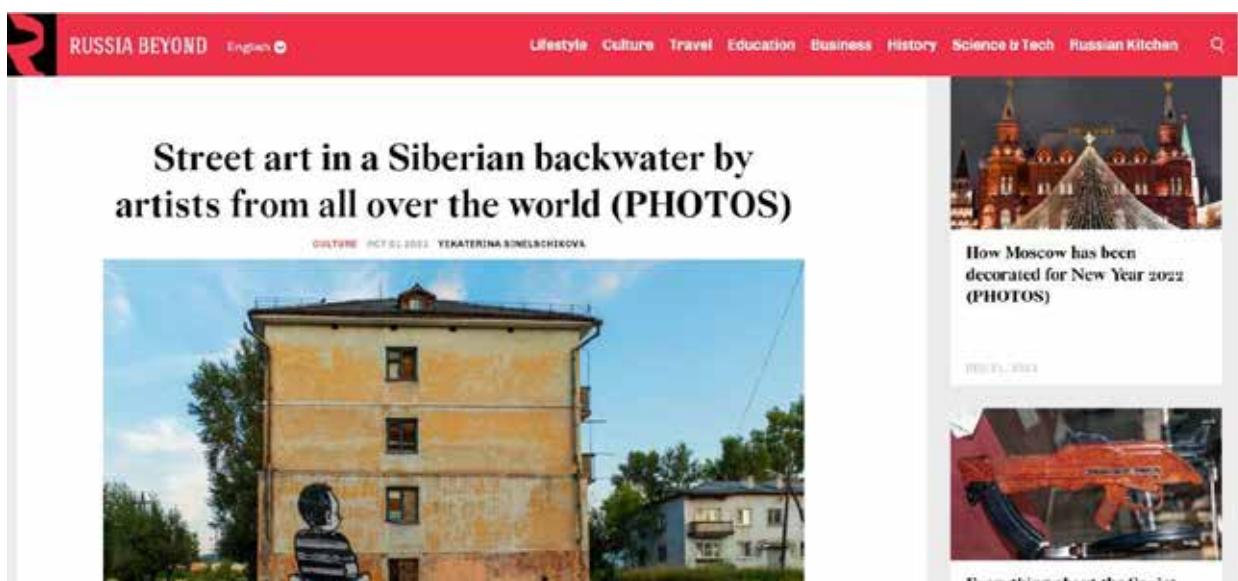 RUSSIA BEYOND English
Lifestyle Culture Travel Education Business History Science & Tech Russian Kitchen
Street art in a Siberian backwater by
artists from all over the world (PHOTOS)
CULTURE YEKATERINA SINELSCHIKOVA
How Moscow has been
decorated for New Year 2022
(PHOTOS)